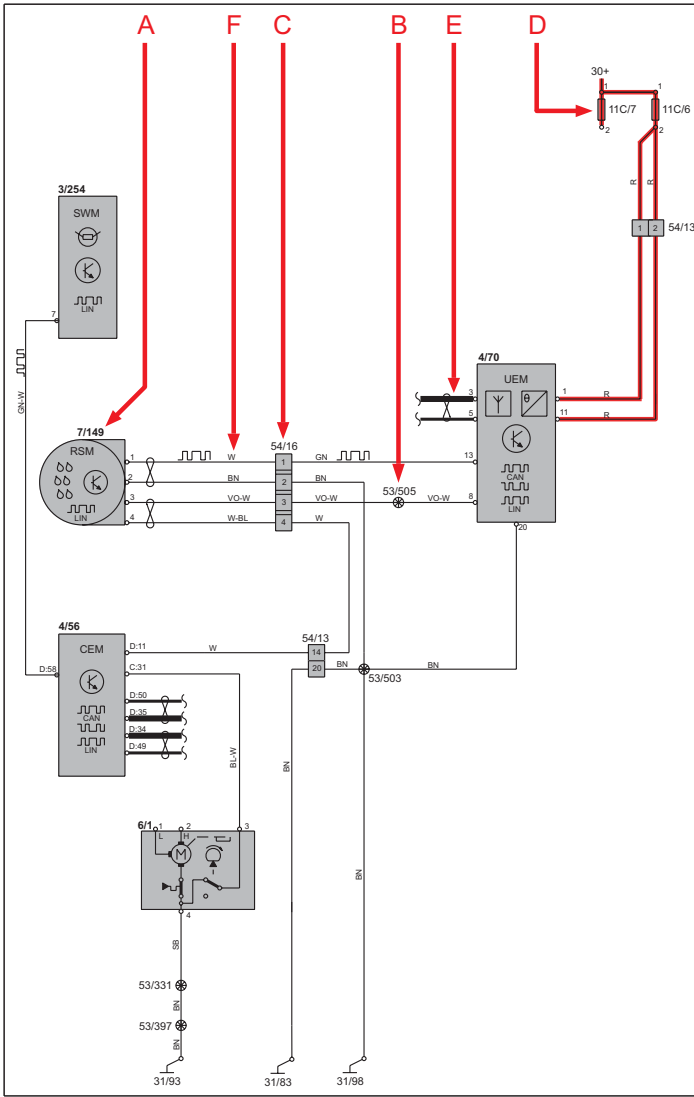 A F C B E D
30+
1 1
11C/7 11C/6
2 2
R R
1 2 54/13
3/254
SWM
LIN
7
GN-W
4/70
UEM
θ
3 1 R
5 11 R
13
CAN
8
LIN
20
7/149
RSM
LIN
54/16
1 W 1 GN
2 BN 2 BN
3 VO-W 3 VO-W 53/505 VO-W
4 W-BL 4 W
4/56
CEM
D:58
D:11 W
C:31
D:50
D:35
CAN
D:34
LIN
D:49
54/13
14
20 BN BN
53/503
BL-W
BN
BN
6/1 1 2 3
L H
M
4
SB
53/331
BN
53/397
BN
31/93 31/83 31/98